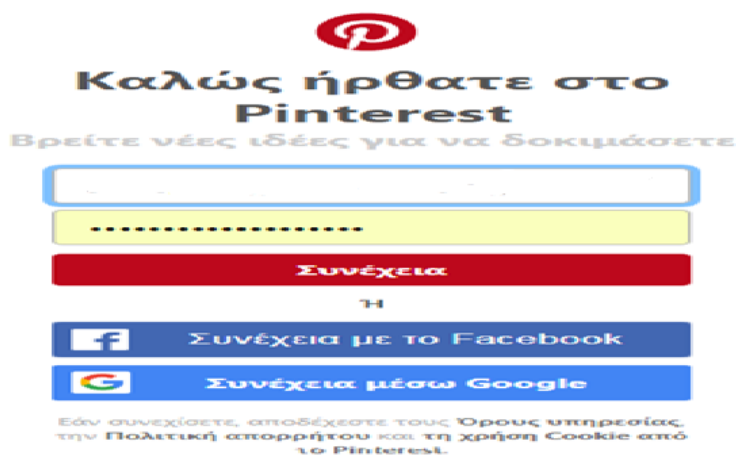 Καλώς ήρθατε στο
Pinterest
Βρείτε νέες ιδέες για να δοκιμάσετε
••••••••••••••••••••
Συνέχεια
Ή
Συνέχεια με το Facebook
Συνέχεια μέσω Google
Εάν συνεχίσετε, αποδέχεστε τους Όρους υπηρεσίας,
την Πολιτική απορρήτου και τη χρήση Cookie από
το Pinterest.